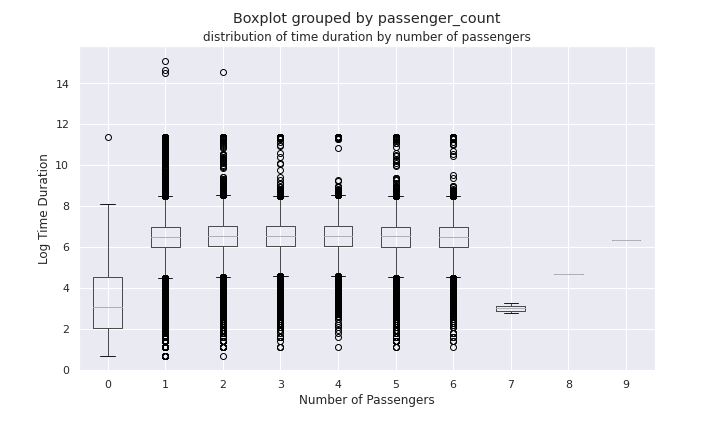 Boxplot grouped by passenger_count
distribution of time duration by number of passengers
14
12
10
8
6
4
2
0
Log Time Duration
0 1 2 3 4 5 6 7 8 9
Number of Passengers